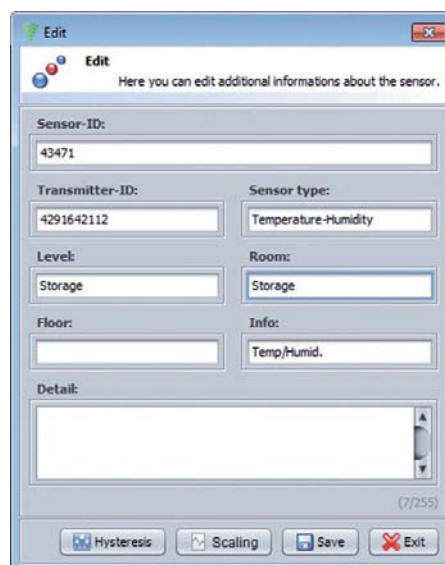 Edit
Edit
Here you can edit additional informations about the sensor.
Sensor-ID:
43471
Transmitter-ID: Sensor type:
4291642112 Temperature-Humidity
Level: Room:
Storage Storage
Floor: Info:
Temp/Humid.
Detail:
(7/255)
Hysteresis Scaling Save Exit